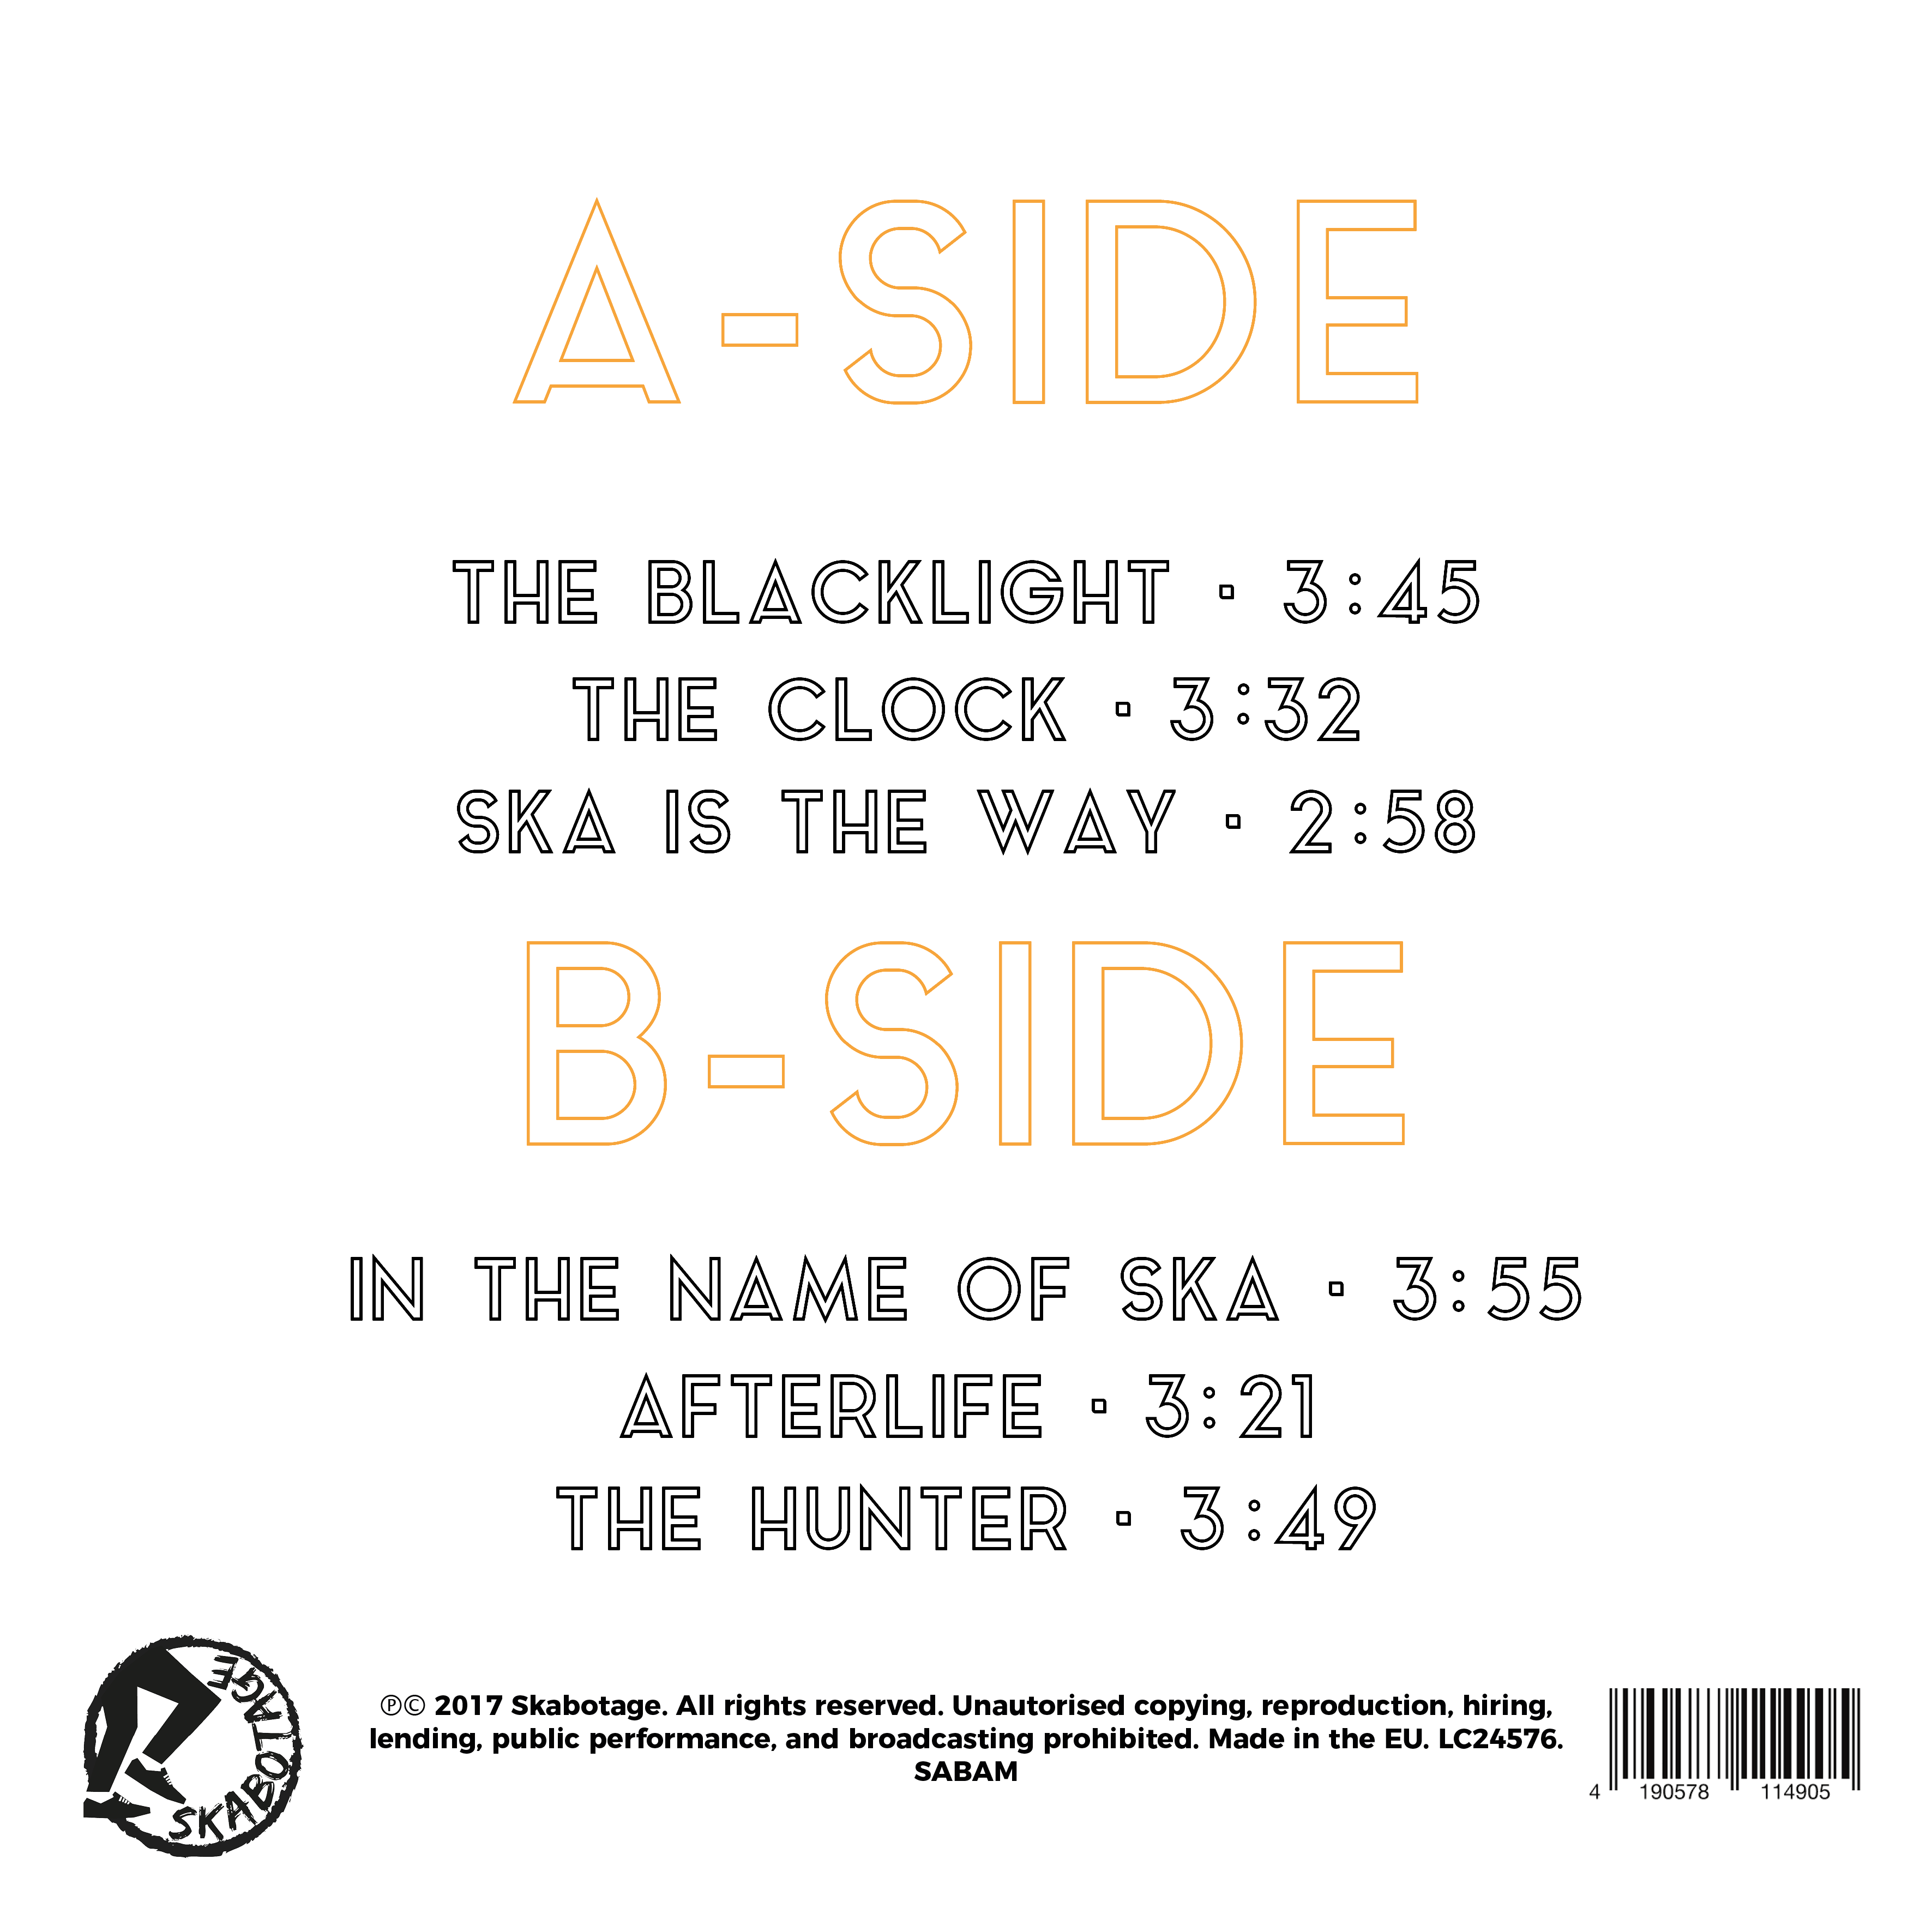 A-SIDE
THE BLACKLIGHT · 3:45
THE CLOCK · 3:32
SKA IS THE WAY · 2:58
B-SIDE
IN THE NAME OF SKA · 3:55
AFTERLIFE · 3:21
THE HUNTER · 3:49
SKABOTAGE
℗© 2017 Skabotage. All rights reserved. Unautorised copying, reproduction, hiring,
lending, public performance, and broadcasting prohibited. Made in the EU. LC24576.
SABAM
4 190578 114905